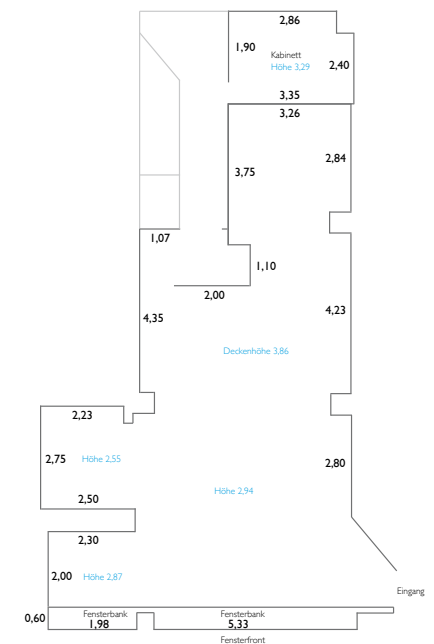 2,86
1,90
Kabinett
Höhe 3,29
2,40
3,35
3,26
3,75
2,84
1,07
1,10
2,00
4,35
4,23
Deckenhöhe 3,86
2,23
2,75
Höhe 2,55
2,80
2,50
Höhe 2,94
2,30
2,00
Höhe 2,87
Eingang
0,60
Fensterbank
1,98
Fensterbank
5,33
Fensterfront